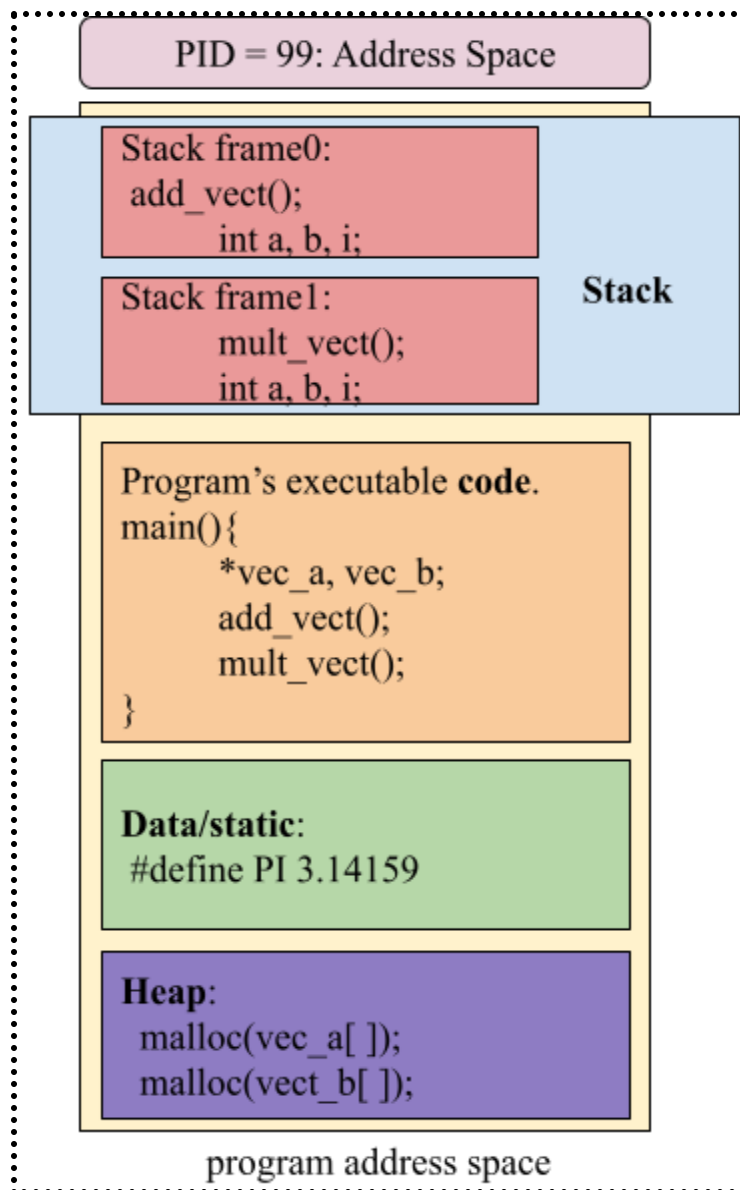 PID = 99: Address Space
Stack frame0:
add_vect();
int a, b, i;
Stack frame1:
mult_vect();
int a, b, i;
Stack
Program’s executable code.
main(){
*vec_a, vec_b;
add_vect();
mult_vect();
}
Data/static:
#define PI 3.14159
Heap:
malloc(vec_a[ ]);
malloc(vect_b[ ]);
program address space